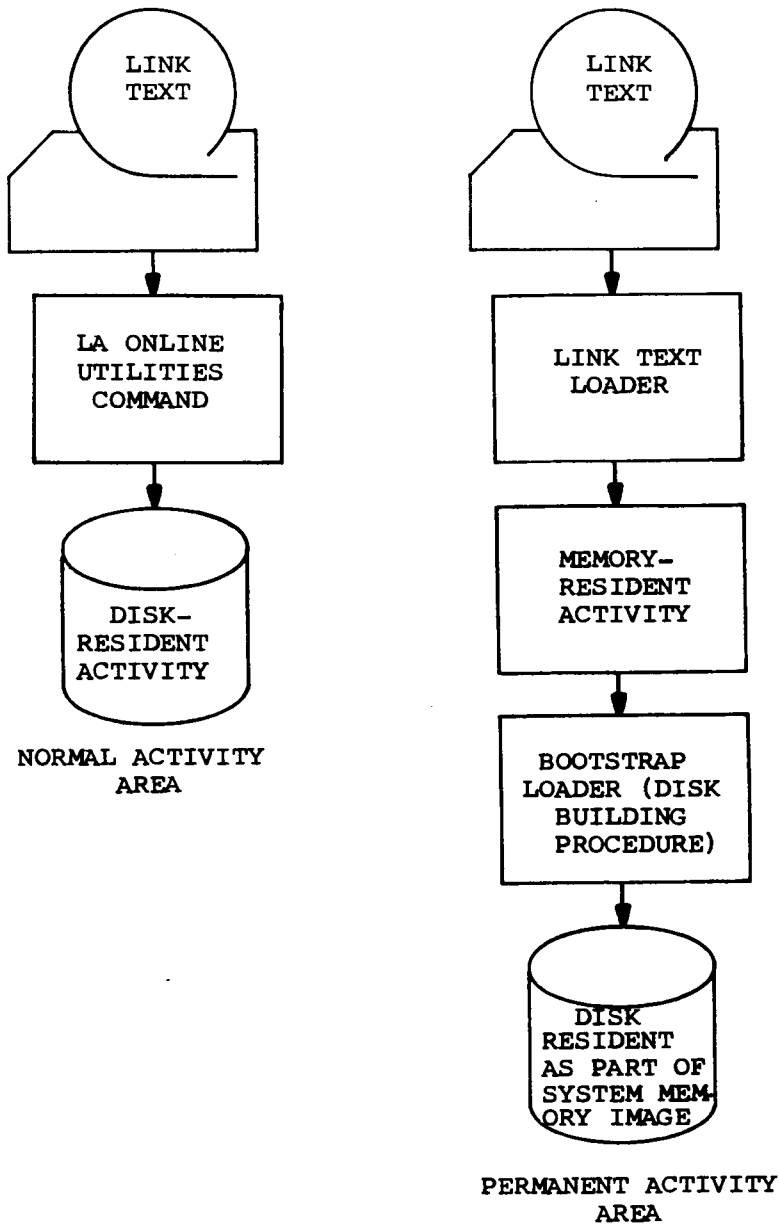 LINK
TEXT
LA ONLINE
UTILITIES
COMMAND
DISK-
RESIDENT
ACTIVITY
NORMAL ACTIVITY
AREA
LINK
TEXT
LINK TEXT
LOADER
MEMORY-
RESIDENT
ACTIVITY
BOOTSTRAP
LOADER (DISK
BUILDING
PROCEDURE)
DISK
RESIDENT
AS PART OF
SYSTEM MEM-
ORY IMAGE
PERMANENT ACTIVITY
AREA